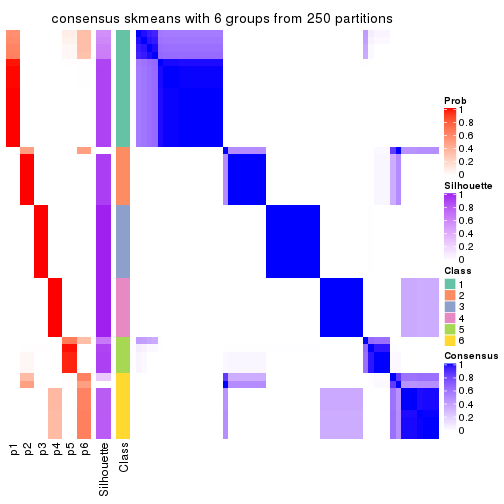 consensus skmeans with 6 groups from 250 partitions
Prob
1
0.8
0.6
0.4
0.2
0
Silhouette
1
0.8
0.6
0.4
0.2
0
Class
1
2
3
4
5
6
Consensus
1
0.8
0.6
0.4
0.2
0
p1
p2
p3
p4
p5
p6
Silhouette
Class